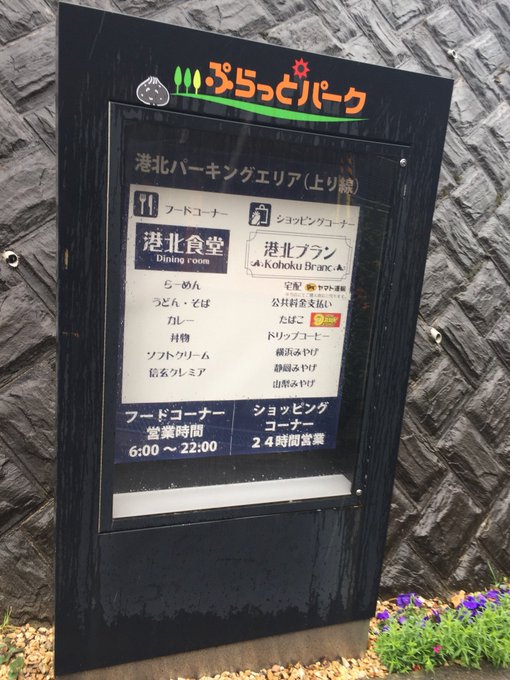 ぷらっとパーク
港北パーキングエリア(上り線)
フードコーナー
港北食堂
Dining room
らーめん
うどん・そば
カレー
丼物
ソフトクリーム
信玄クレミア
ショッピングコーナー
港北ブラン
Kohoku Branc
宅配 ヤマト運輸
公共料金支払い
たばこ
ドリップコーヒー
横浜みやげ
静岡みやげ
山梨みやげ
フードコーナー
営業時間
6:00〜22:00
ショッピング
コーナー
24時間営業